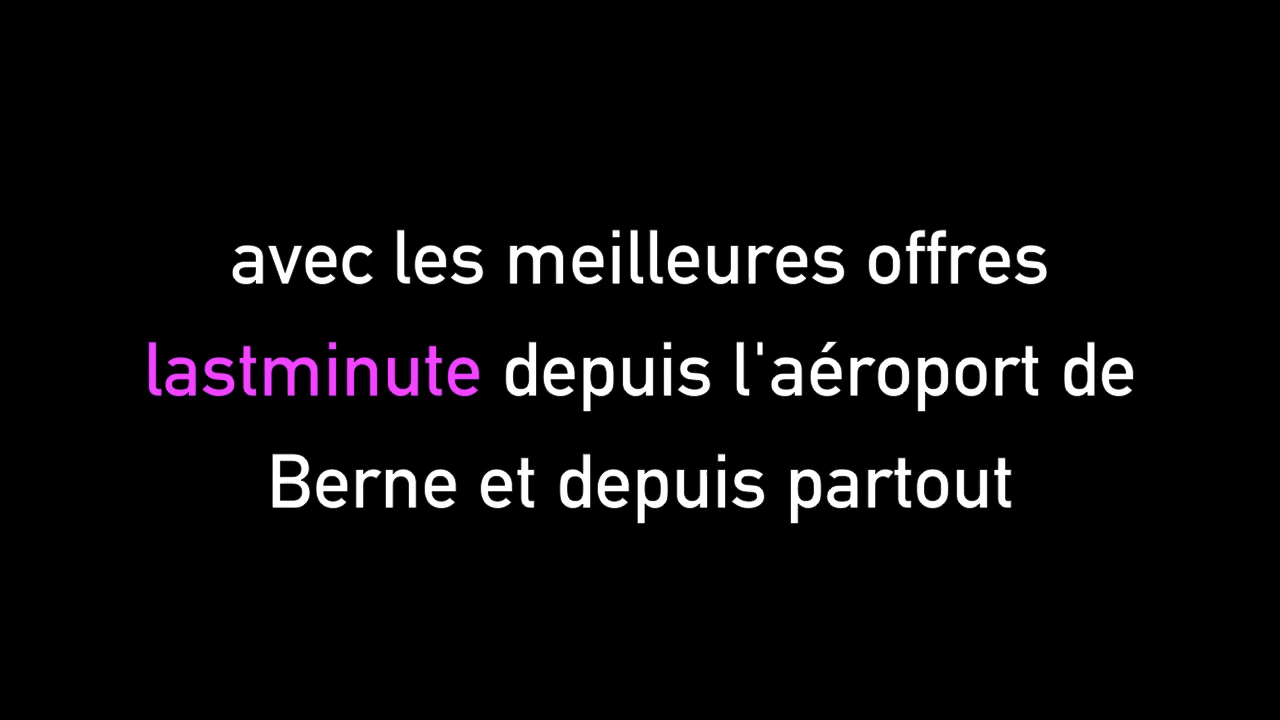 avec les meilleures offres
lastminute depuis l'aéroport de
Berne et depuis partout